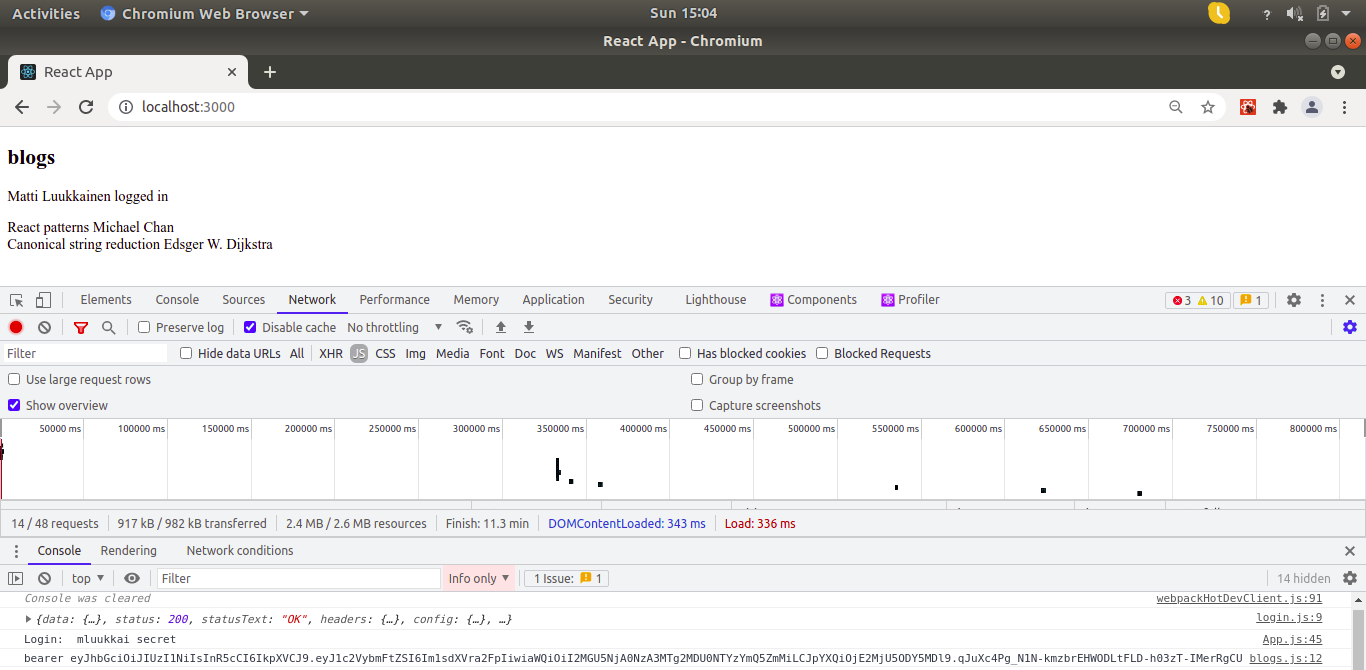 Activities Chromium Web Browser Sun 15:04
React App - Chromium
React App
localhost:3000
blogs
Matti Luukkainen logged in
React patterns Michael Chan
Canonical string reduction Edsger W. Dijkstra
Elements Console Sources Network Performance Memory Application Security Lighthouse Components Profiler 3 10 1
Preserve log Disable cache No throttling
Filter Hide data URLs All XHR JS CSS Img Media Font Doc WS Manifest Other Has blocked cookies Blocked Requests
Use large request rows Group by frame
Show overview Capture screenshots
50000 ms 100000 ms 150000 ms 200000 ms 250000 ms 300000 ms 350000 ms 400000 ms 450000 ms 500000 ms 550000 ms 600000 ms 650000 ms 700000 ms 750000 ms 800000 ms
14 / 48 requests 917 kB / 982 kB transferred 2.4 MB / 2.6 MB resources Finish: 11.3 min DOMContentLoaded: 343 ms Load: 336 ms
Console Rendering Network conditions
top Filter Info only 1 Issue: 1 14 hidden
Console was cleared webpackHotDevClient.js:91
{data: {…}, status: 200, statusText: "OK", headers: {…}, config: {…}, …} login.js:9
Login: mluukkai secret App.js:45
bearer eyJhbGciOiJIUzI1NiIsInR5cCI6IkpXVCJ9.eyJ1c2VybmFtZSI6Im1sdXVra2FpIiwiaWQiOiI2MGU5NjA0NzA3MTg2MDU0NTYzYmQ5ZmMiLCJpYXQiOjE2MjU5ODY5MDl9.qJuXc4Pg_N1N-kmzbrEHWODLtFLD-h03zT-IMerRgCU blogs.js:12